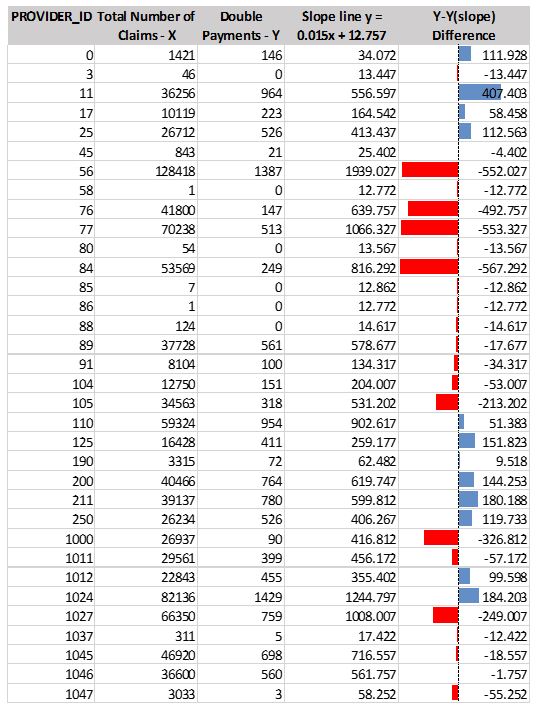 PROVIDER_ID Total Number of Claims - X Double Payments - Y Slope line y = 0.015x + 12.757 Y-Y(slope) Difference
0 1421 146 34.072 111.928
3 46 0 13.447 -13.447
11 36256 964 556.597 407.403
17 10119 223 164.542 58.458
25 26712 526 413.437 112.563
45 843 21 25.402 -4.402
56 128418 1387 1939.027 -552.027
58 1 0 12.772 -12.772
76 41800 147 639.757 -492.757
77 70238 513 1066.327 -553.327
80 54 0 13.567 -13.567
84 53569 249 816.292 -567.292
85 7 0 12.862 -12.862
86 1 0 12.772 -12.772
88 124 0 14.617 -14.617
89 37728 561 578.677 -17.677
91 8104 100 134.317 -34.317
104 12750 151 204.007 -53.007
105 34563 318 531.202 -213.202
110 59324 954 902.617 51.383
125 16428 411 259.177 151.823
190 3315 72 62.482 9.518
200 40466 764 619.747 144.253
211 39137 780 599.812 180.188
250 26234 526 406.267 119.733
1000 26937 90 416.812 -326.812
1011 29561 399 456.172 -57.172
1012 22843 455 355.402 99.598
1024 82136 1429 1244.797 184.203
1027 66350 759 1008.007 -249.007
1037 311 5 17.422 -12.422
1045 46920 698 716.557 -18.557
1046 36600 560 561.757 -1.757
1047 3033 3 58.252 -55.252